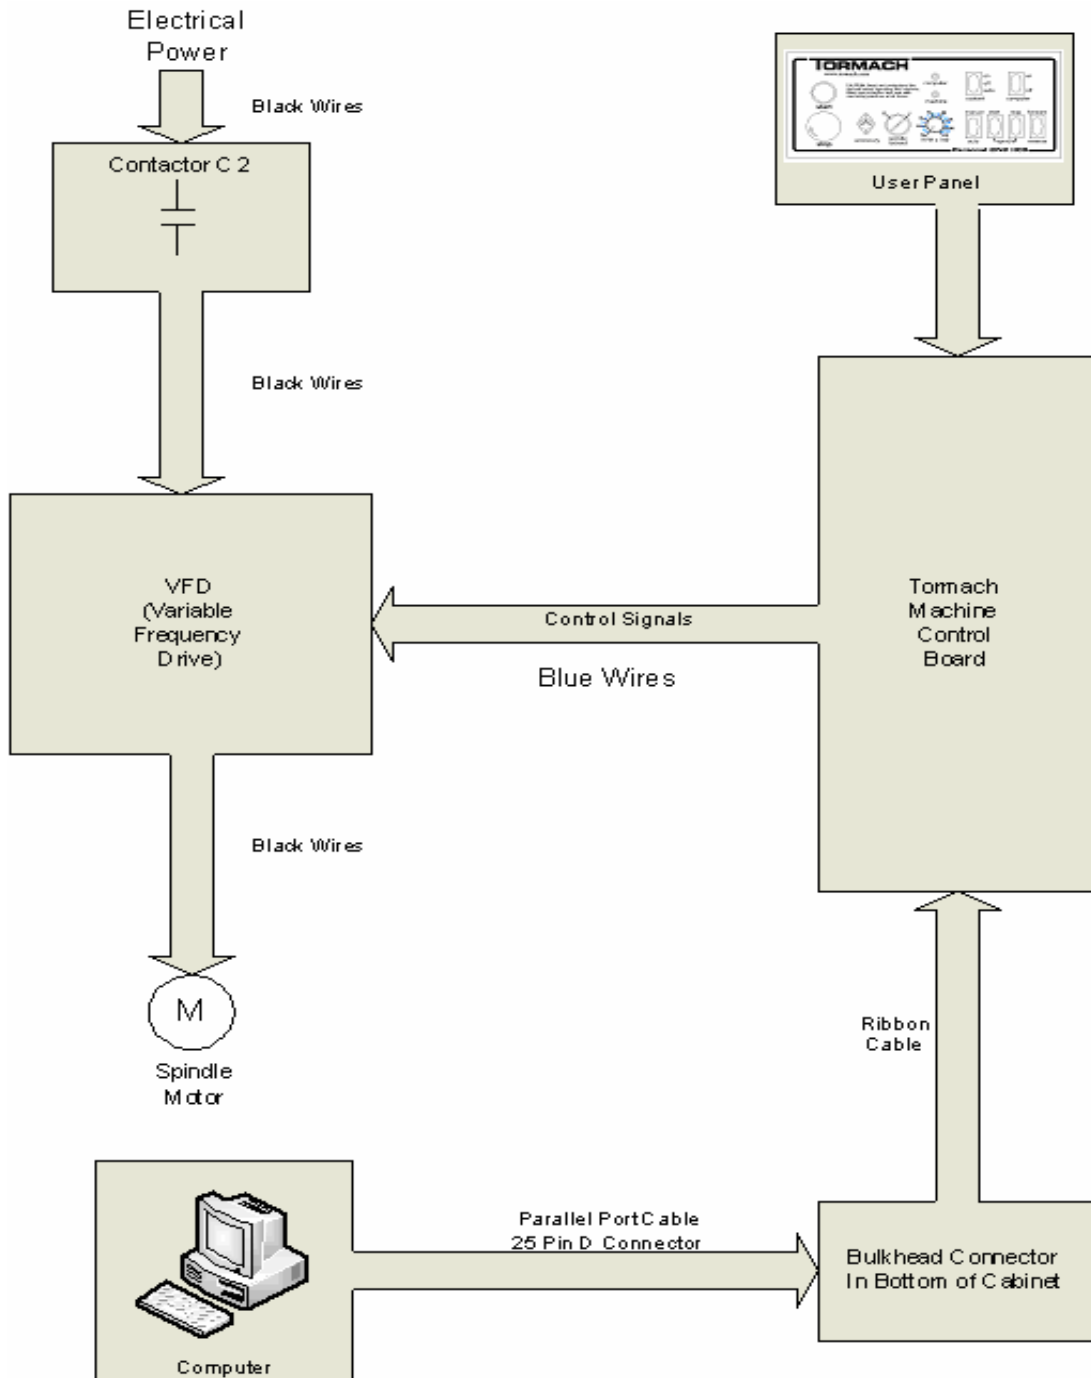 Electrical
Power
Black Wires
Contactor C 2
TORMACH
computer
machine
User Panel
Black Wires
VFD
(Variable
Frequency
Drive)
Control Signals
Blue Wires
Tormach
Machine
Control
Board
Black Wires
M
Spindle
Motor
Ribbon
Cable
Parallel Port Cable
25 Pin D Connector
Bulkhead Connector
In Bottom of Cabinet
Computer